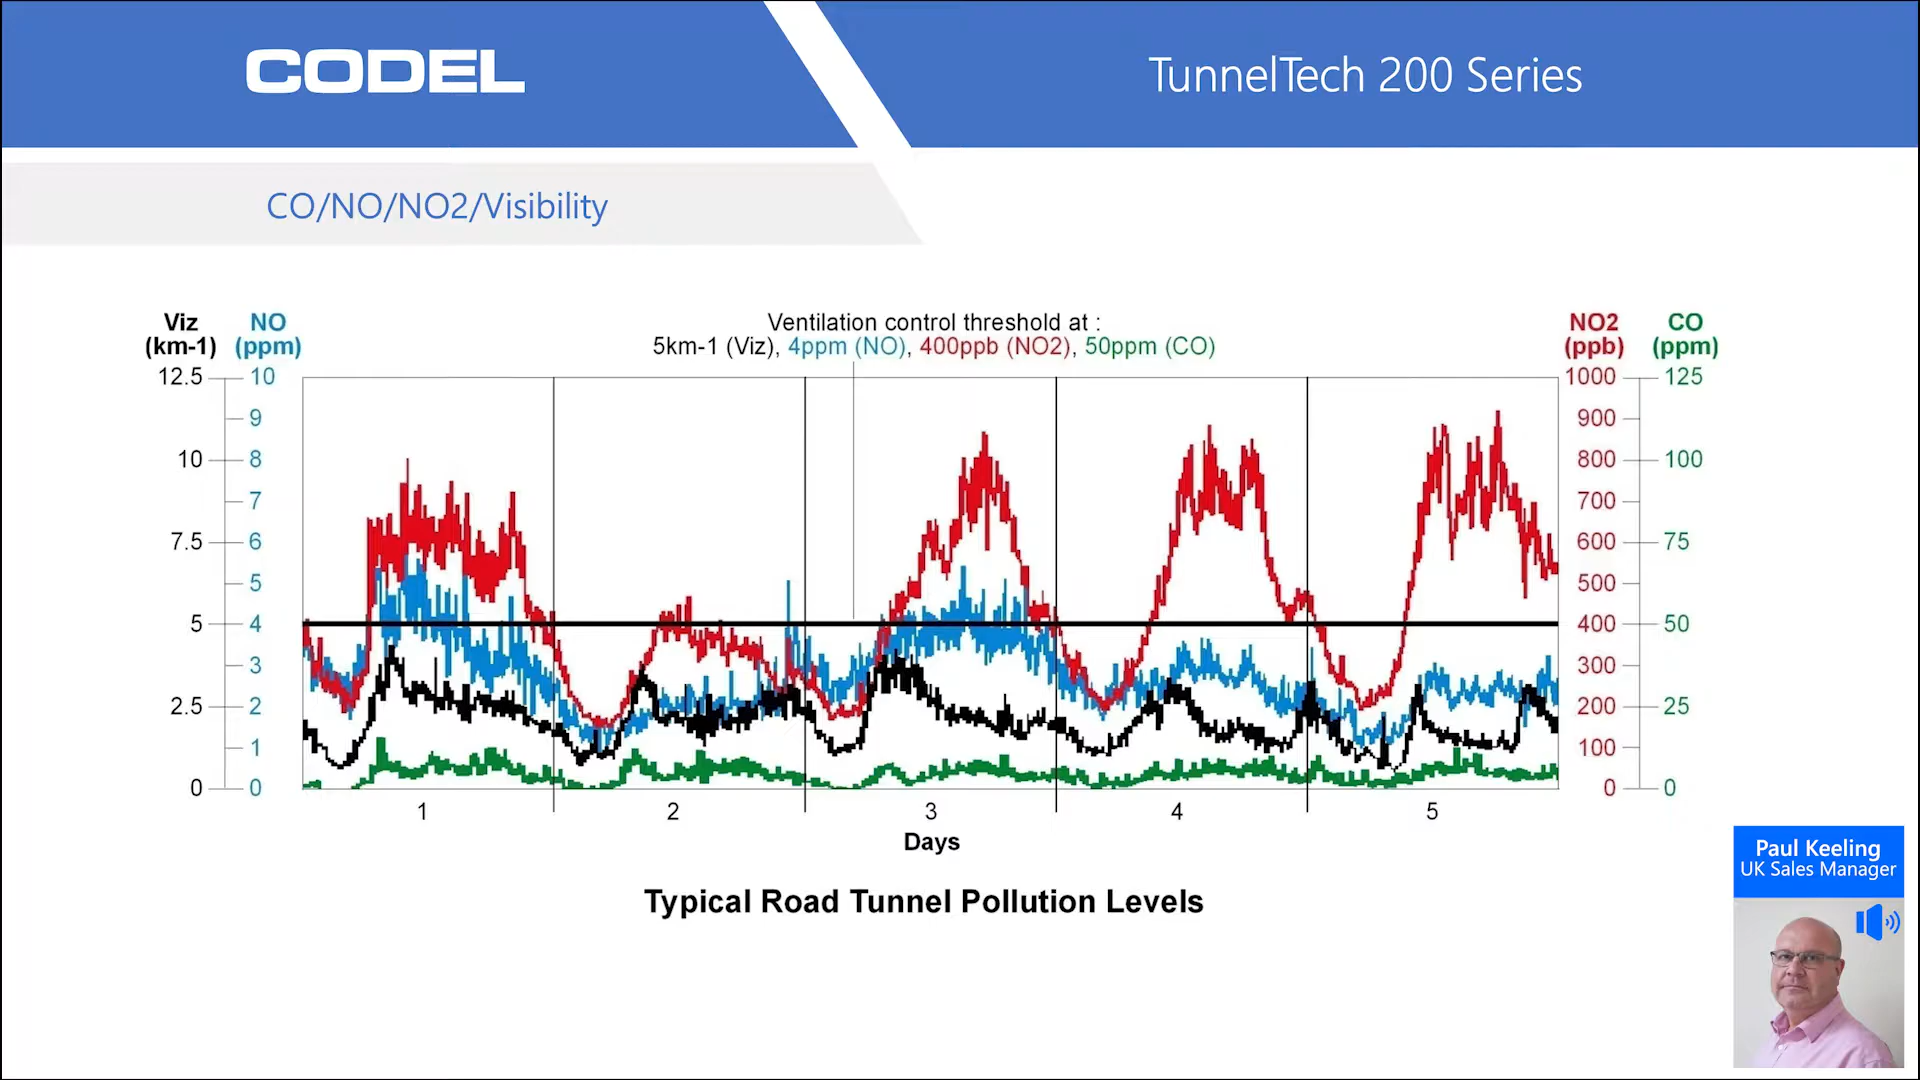 CODEL
TunnelTech 200 Series
CO/NO/NO2/Visibility
Viz
(km-1)
NO
(ppm)
Ventilation control threshold at :
5km-1 (Viz), 4ppm (NO), 400ppb (NO2), 50ppm (CO)
NO2
(ppb)
CO
(ppm)
12.5
10
7.5
5
2.5
0
10
9
8
7
6
5
4
3
2
1
0
1000
900
800
700
600
500
400
300
200
100
0
125
100
75
50
25
0
1 2 3 4 5
Days
Typical Road Tunnel Pollution Levels
Paul Keeling
UK Sales Manager